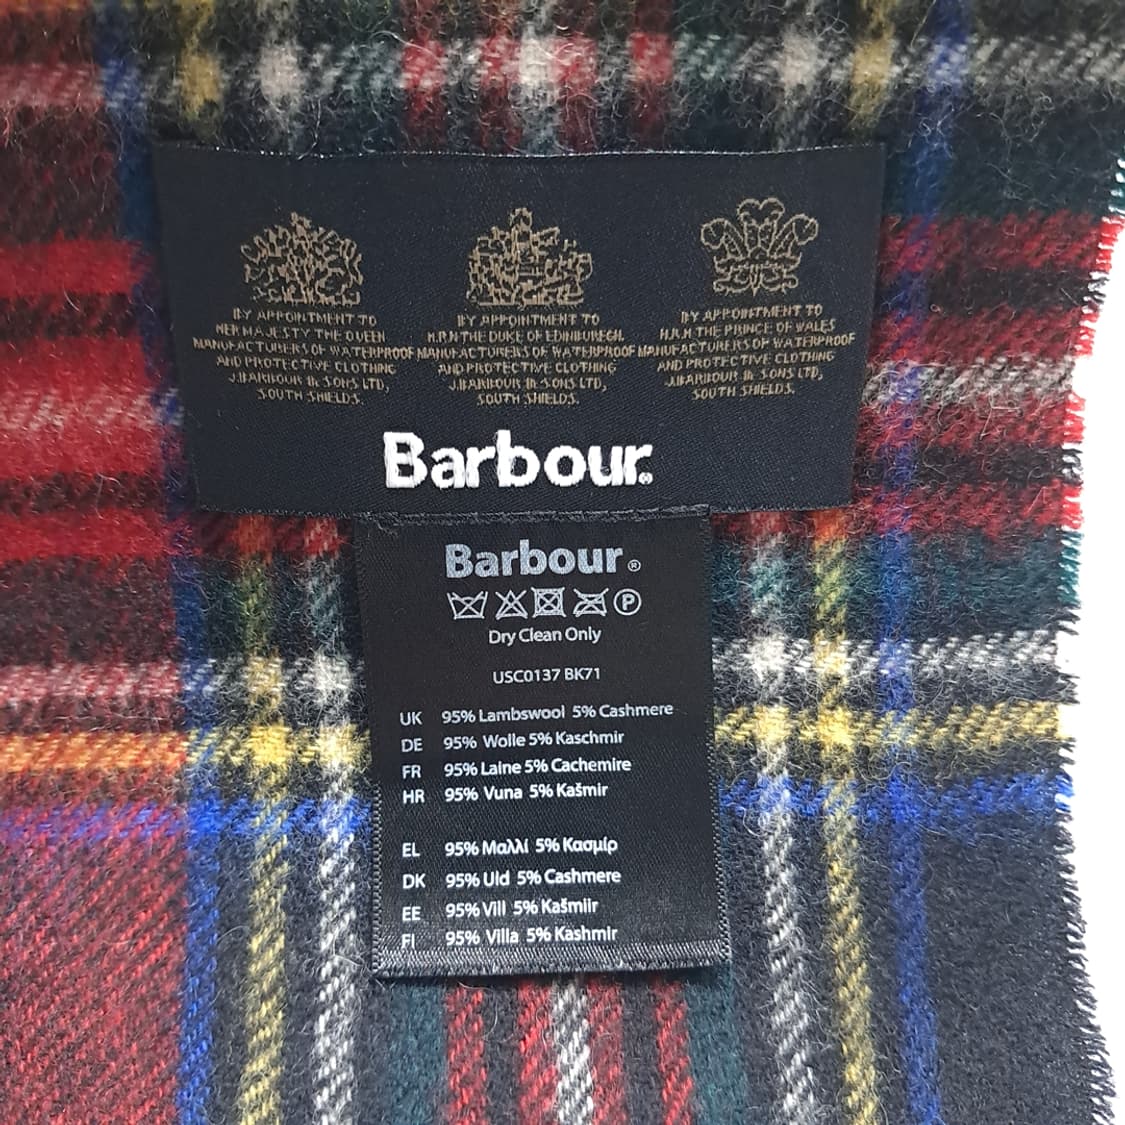 BY APPOINTMENT TO
HER MAJESTY THE QUEEN
MANUFACTURERS OF WATERPROOF
AND PROTECTIVE CLOTHING
J.BARBOUR & SONS LTD,
SOUTH SHIELDS.
BY APPOINTMENT TO
H.R.H THE DUKE OF EDINBURGH,
MANUFACTURERS OF WATERPROOF
AND PROTECTIVE CLOTHING
J.BARBOUR & SONS LTD,
SOUTH SHIELDS.
BY APPOINTMENT TO
H.R.H THE PRINCE OF WALES
MANUFACTURERS OF WATERPROOF
AND PROTECTIVE CLOTHING
J.BARBOUR & SONS LTD,
SOUTH SHIELDS.
Barbour®
Barbour®
P
Dry Clean Only
USC0137 BK71
UK 95% Lambswool 5% Cashmere
DE 95% Wolle 5% Kaschmir
FR 95% Laine 5% Cachemire
HR 95% Vuna 5% Kašmir
EL 95% Μαλλί 5% Κασμίρ
DK 95% Uld 5% Cashmere
EE 95% Vill 5% Kašmiir
FI 95% Villa 5% Kashmir